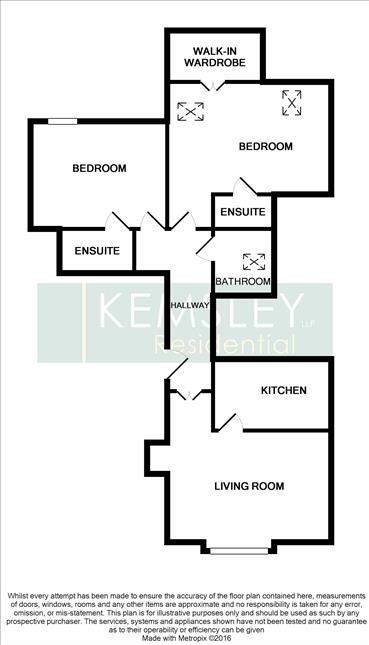 WALK-IN
WARDROBE
BEDROOM
BEDROOM
ENSUITE
ENSUITE
BATHROOM
HALLWAY
KEMSLEY LLP
Residential
KITCHEN
LIVING ROOM
Whilst every attempt has been made to ensure the accuracy of the floor plan contained here, measurements
of doors, windows, rooms and any other items are approximate and no responsibility is taken for any error,
omission, or mis-statement. This plan is for illustrative purposes only and should be used as such by any
prospective purchaser. The services, systems and appliances shown have not been tested and no guarantee
as to their operability or efficiency can be given
Made with Metropix ©2016